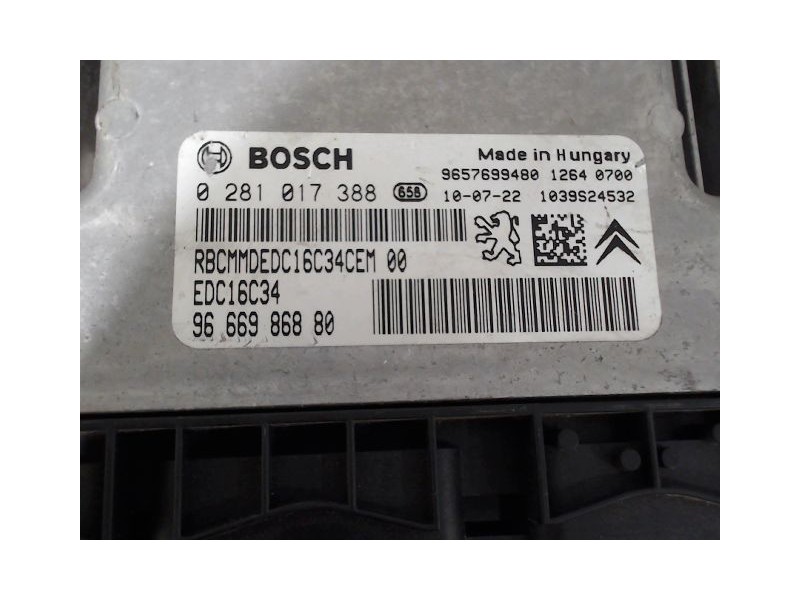 BOSCH
Made in Hungary
9657699480 1264 0700
0 281 017 388 656 10-07-22 1039S24532
RBCMMDEDC16C34CEM 00
EDC16C34
96 669 868 80